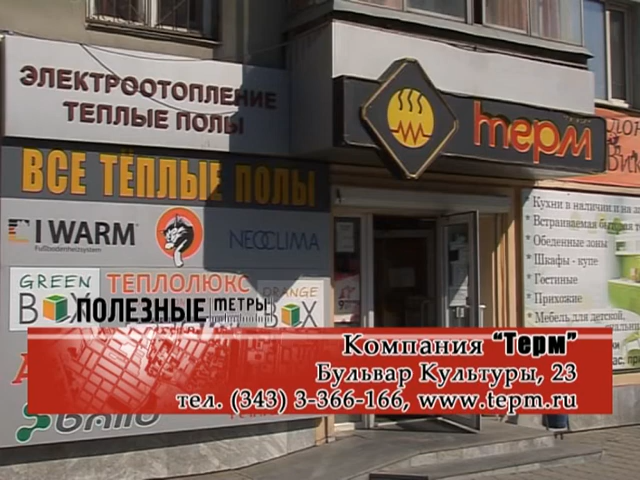 ЭЛЕКТРООТОПЛЕНИЕ
ТЕПЛЫЕ ПОЛЫ
ВСЕ ТЁПЛЫЕ ПОЛЫ
терм
I WARM
Fußbodenheizsystem
NEOCLIMA
GREEN
BOX
ТЕПЛОЛЮКС
ORANGE
BOX
ПОЛЕЗНЫЕ МЕТРЫ
* Кухни в наличии и на
* Встраиваемая
* Обеденные зоны
* Шкафы - купе
* Гостиные
* Прихожие
* Мебель для детской,
Компания “Терм”
Бульвар Культуры, 23
тел. (343) 3-366-166, www.tepm.ru